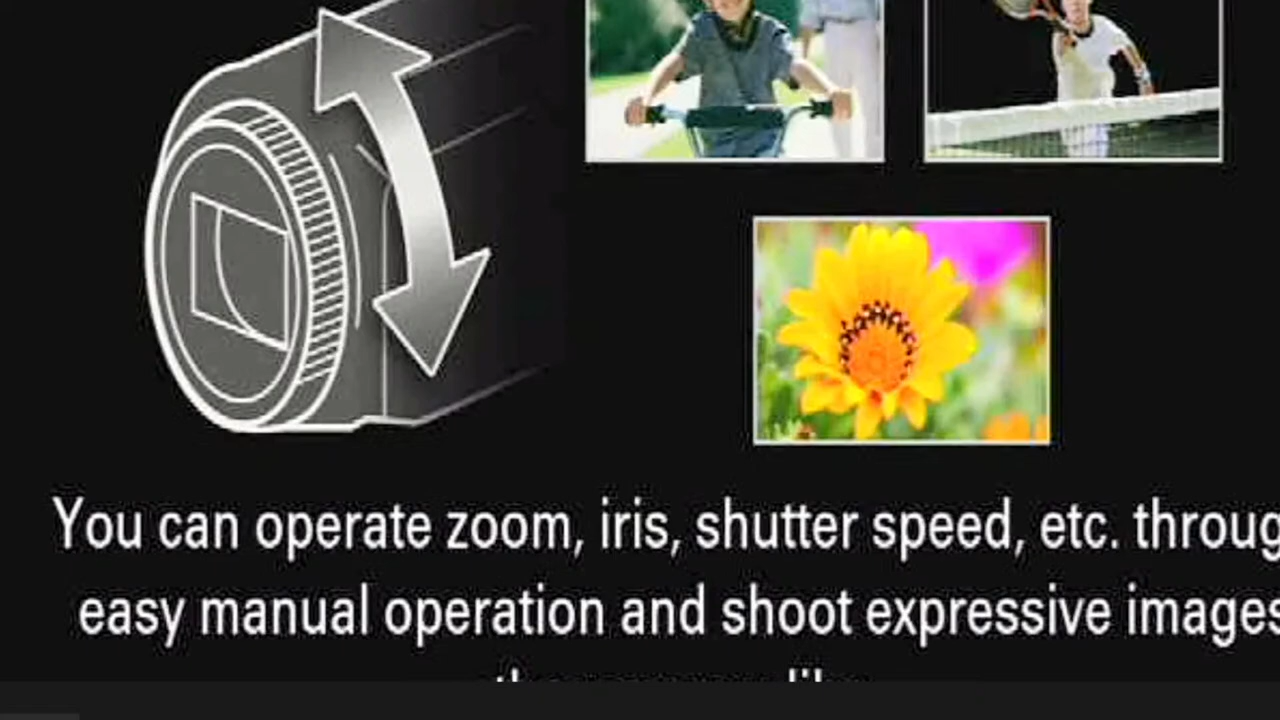 You can operate zoom, iris, shutter speed, etc. throug
easy manual operation and shoot expressive images